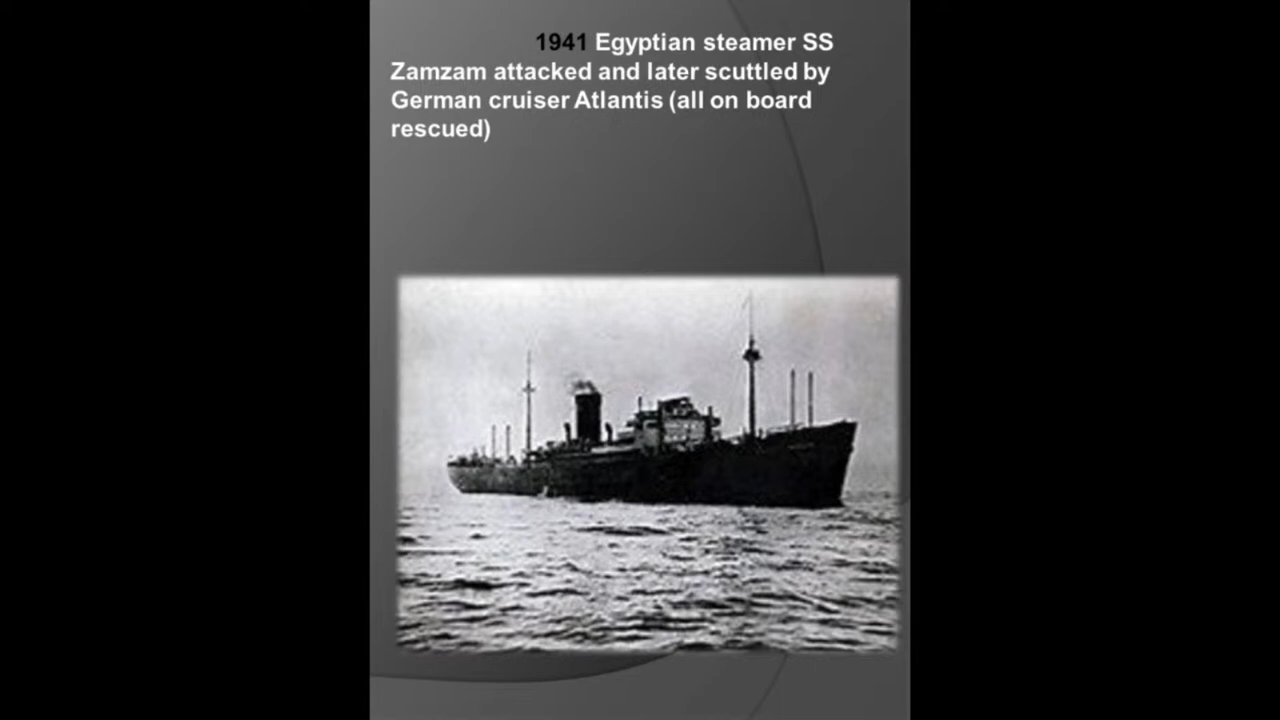 1941 Egyptian steamer SS
Zamzam attacked and later scuttled by
German cruiser Atlantis (all on board
rescued)